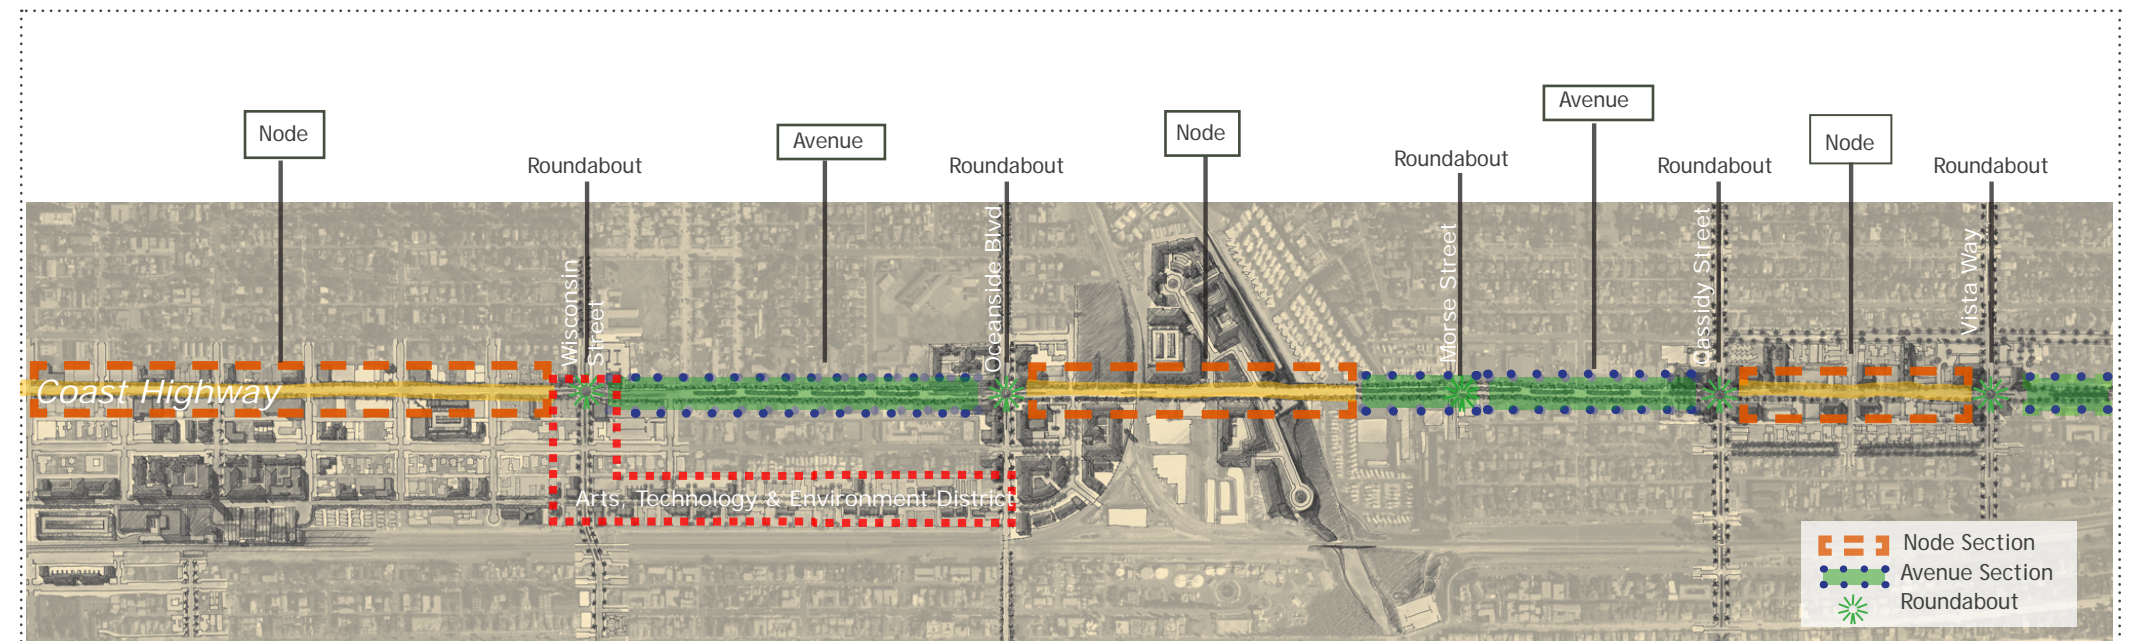 Avenue
Node
Node
Avenue
Node
Roundabout
Roundabout
Roundabout
Roundabout
Roundabout
Wisconsin
Street
Oceanside Blvd
Morse Street
Cassidy Street
Vista Way
Coast Highway
Arts, Technology & Environment District
Node Section
Avenue Section
Roundabout